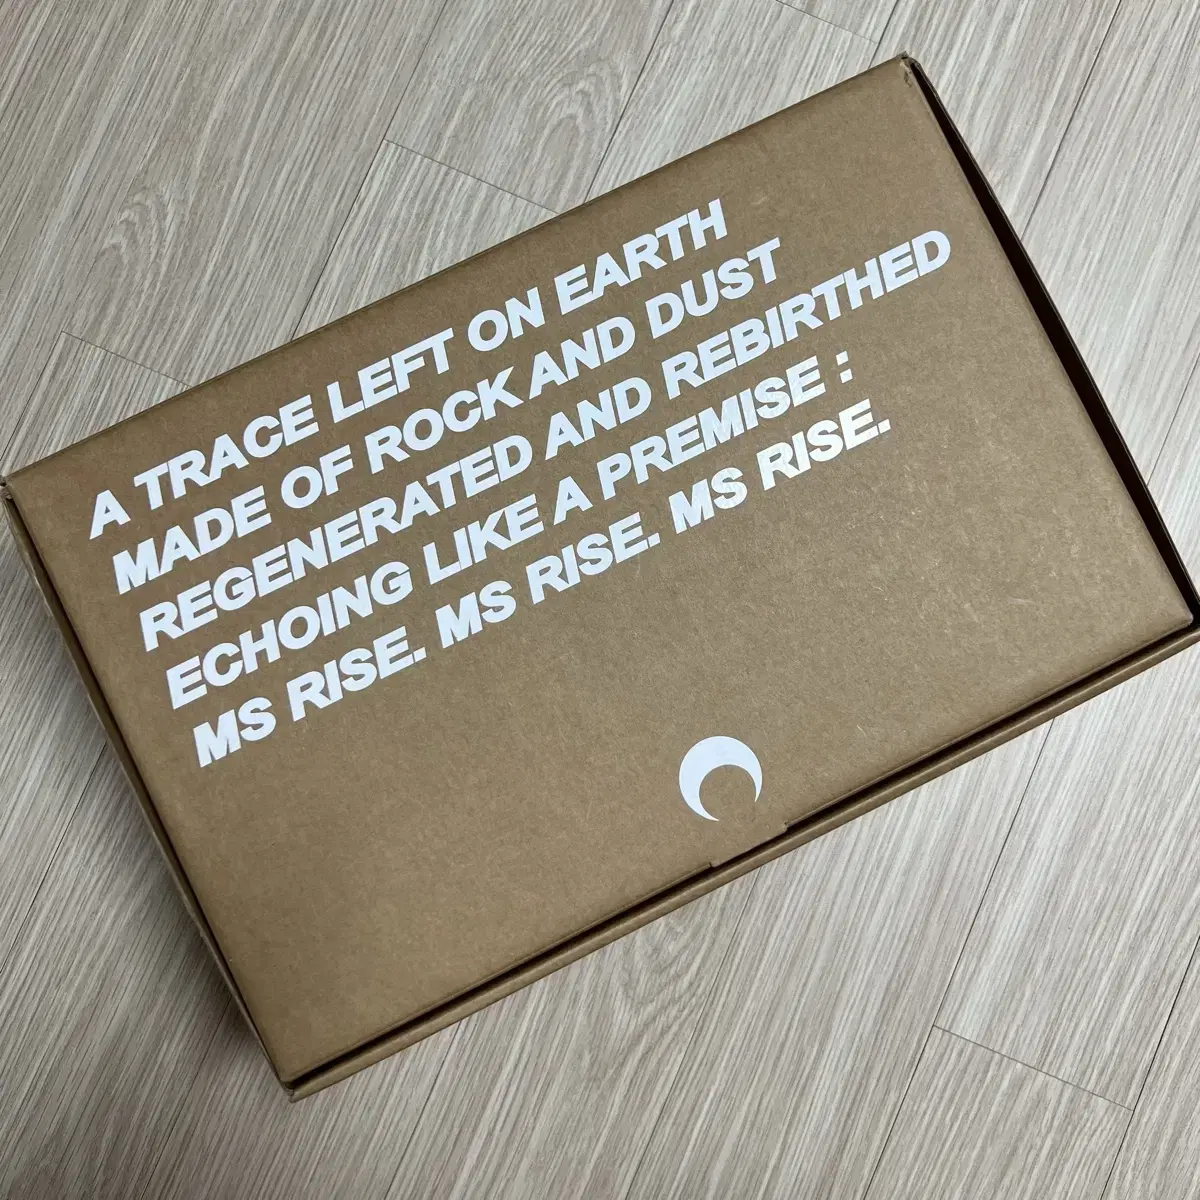 A TRACE LEFT ON EARTH
MADE OF ROCK AND DUST
REGENERATED AND REBIRTHED
ECHOING LIKE A PREMISE :
MS RISE. MS RISE. MS RISE.